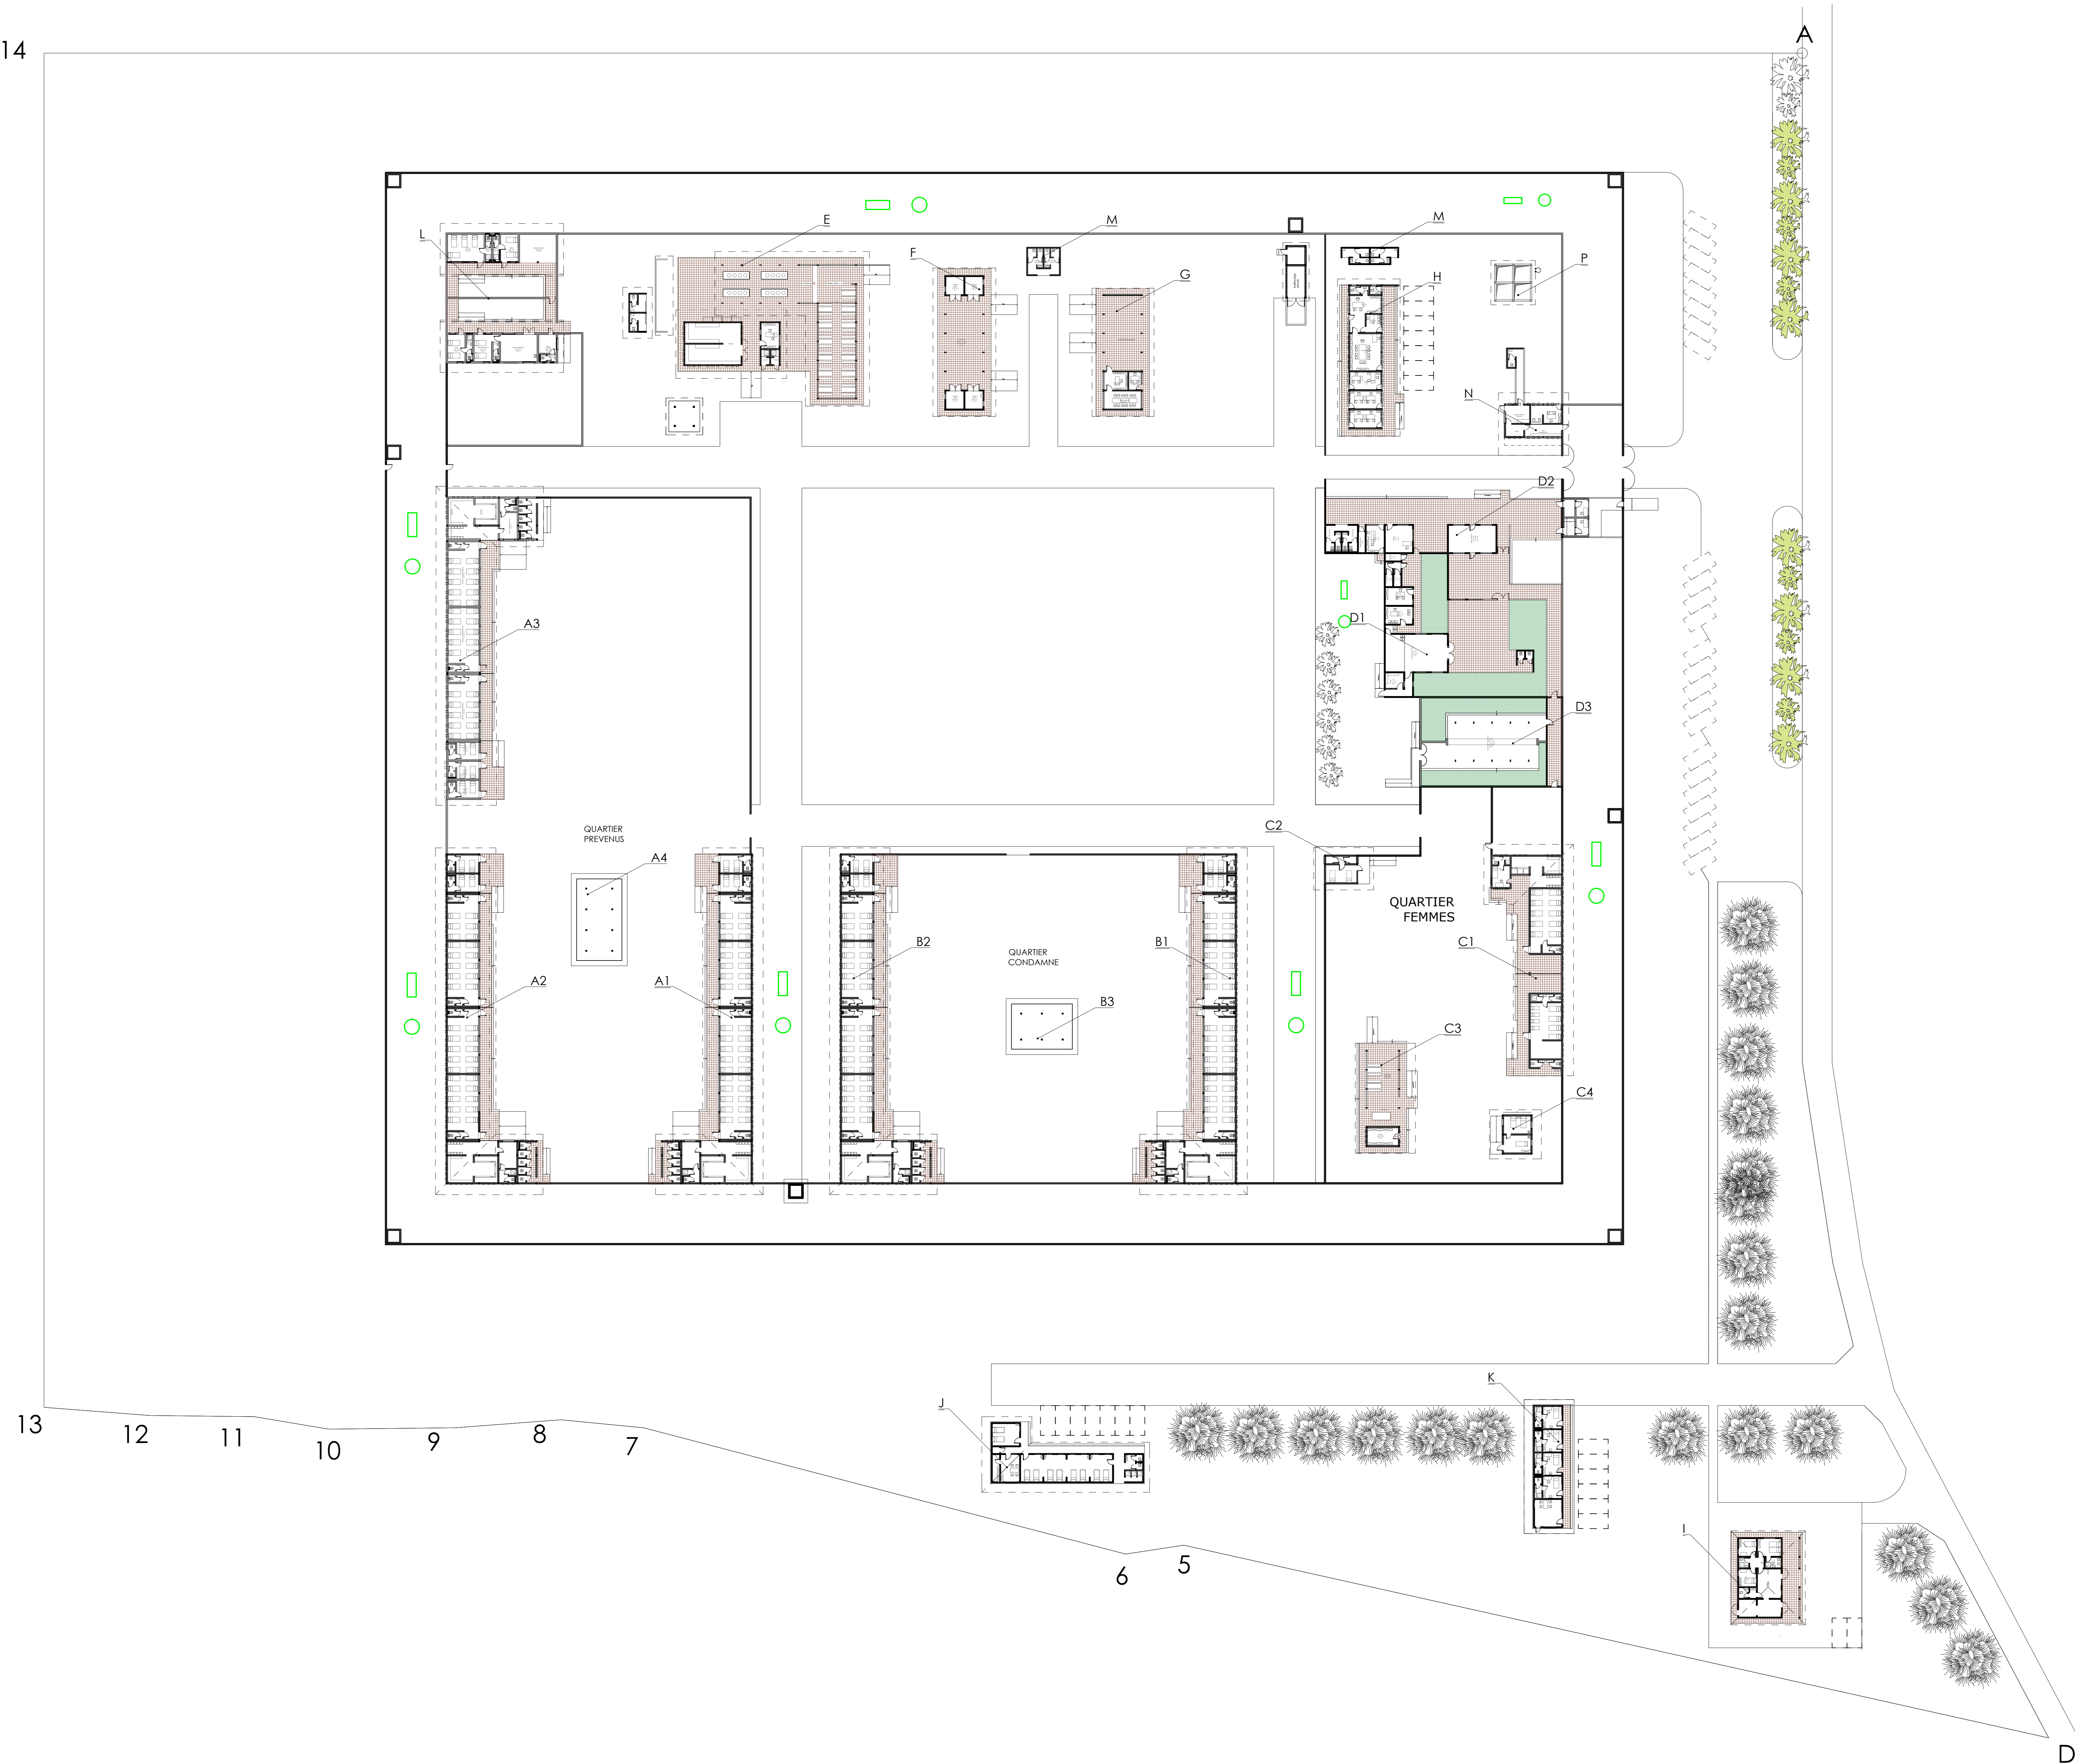 A
14
E
M
M
L
F
G
H
P
N
D2
A3
D1
D3
QUARTIER
PREVENUS
A4
C2
QUARTIER
FEMMES
B2
B1
C1
QUARTIER
CONDAMNE
A2
A1
B3
C3
C4
K
J
13
12
11
10
9
8
7
6
5
I
D